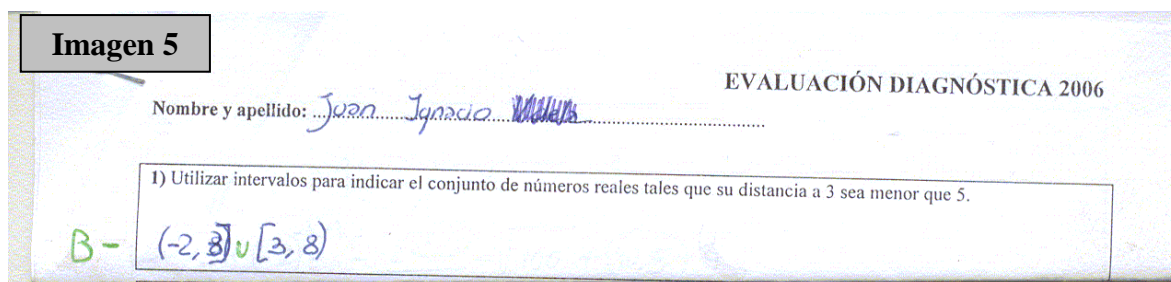 Imagen 5
EVALUACIÓN DIAGNÓSTICA 2006
Nombre y apellido: Juan Ignacio
1) Utilizar intervalos para indicar el conjunto de números reales tales que su distancia a 3 sea menor que 5.
B- (-2, 3] ∪ [3, 8)